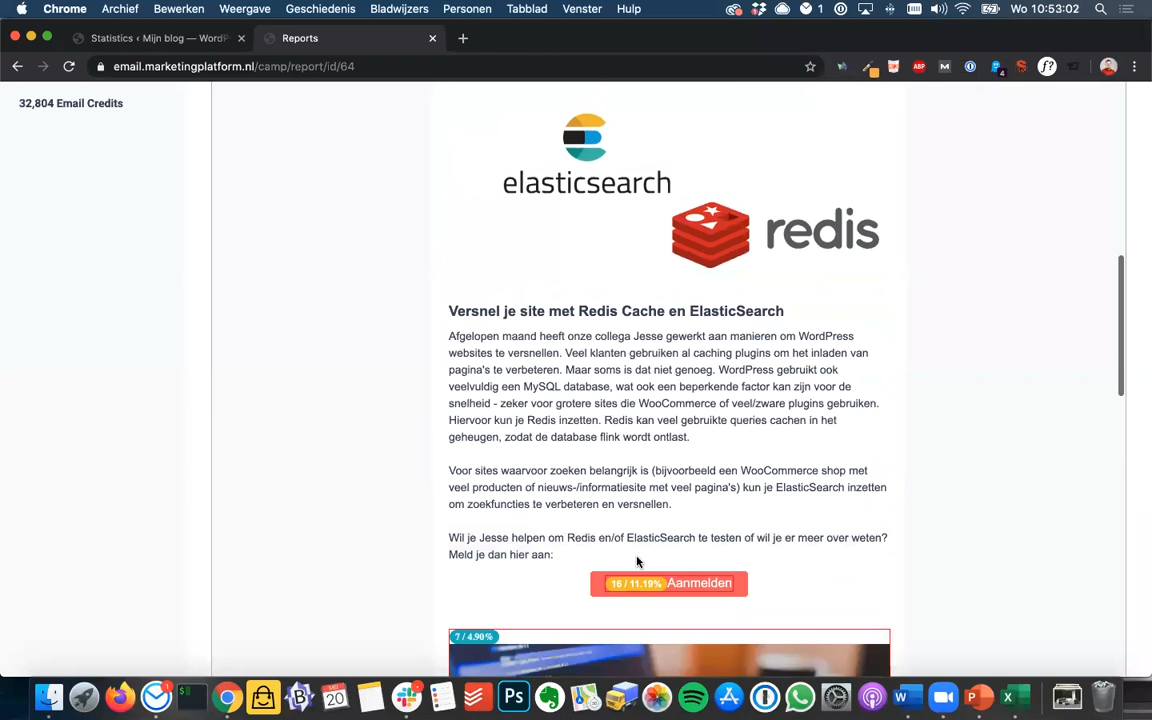 Chrome Archief Bewerken Weergave Geschiedenis Bladwijzers Personen Tabblad Venster Hulp 1 Wo 10:53:02
Statistics ‹ Mijn blog — WordP Reports
email.marketingplatform.nl/camp/report/id/64
32,804 Email Credits
elasticsearch
redis
Versnel je site met Redis Cache en ElasticSearch
Afgelopen maand heeft onze collega Jesse gewerkt aan manieren om WordPress
websites te versnellen. Veel klanten gebruiken al caching plugins om het inladen van
pagina's te verbeteren. Maar soms is dat niet genoeg. WordPress gebruikt ook
veelvuldig een MySQL database, wat ook een beperkende factor kan zijn voor de
snelheid - zeker voor grotere sites die WooCommerce of veel/zware plugins gebruiken.
Hiervoor kun je Redis inzetten. Redis kan veel gebruikte queries cachen in het
geheugen, zodat de database flink wordt ontlast.
Voor sites waarvoor zoeken belangrijk is (bijvoorbeeld een WooCommerce shop met
veel producten of nieuws-/informatiesite met veel pagina's) kun je ElasticSearch inzetten
om zoekfuncties te verbeteren en versnellen.
Wil je Jesse helpen om Redis en/of ElasticSearch te testen of wil je er meer over weten?
Meld je dan hier aan:
16 / 11.19% Aanmelden
7 / 4.90%